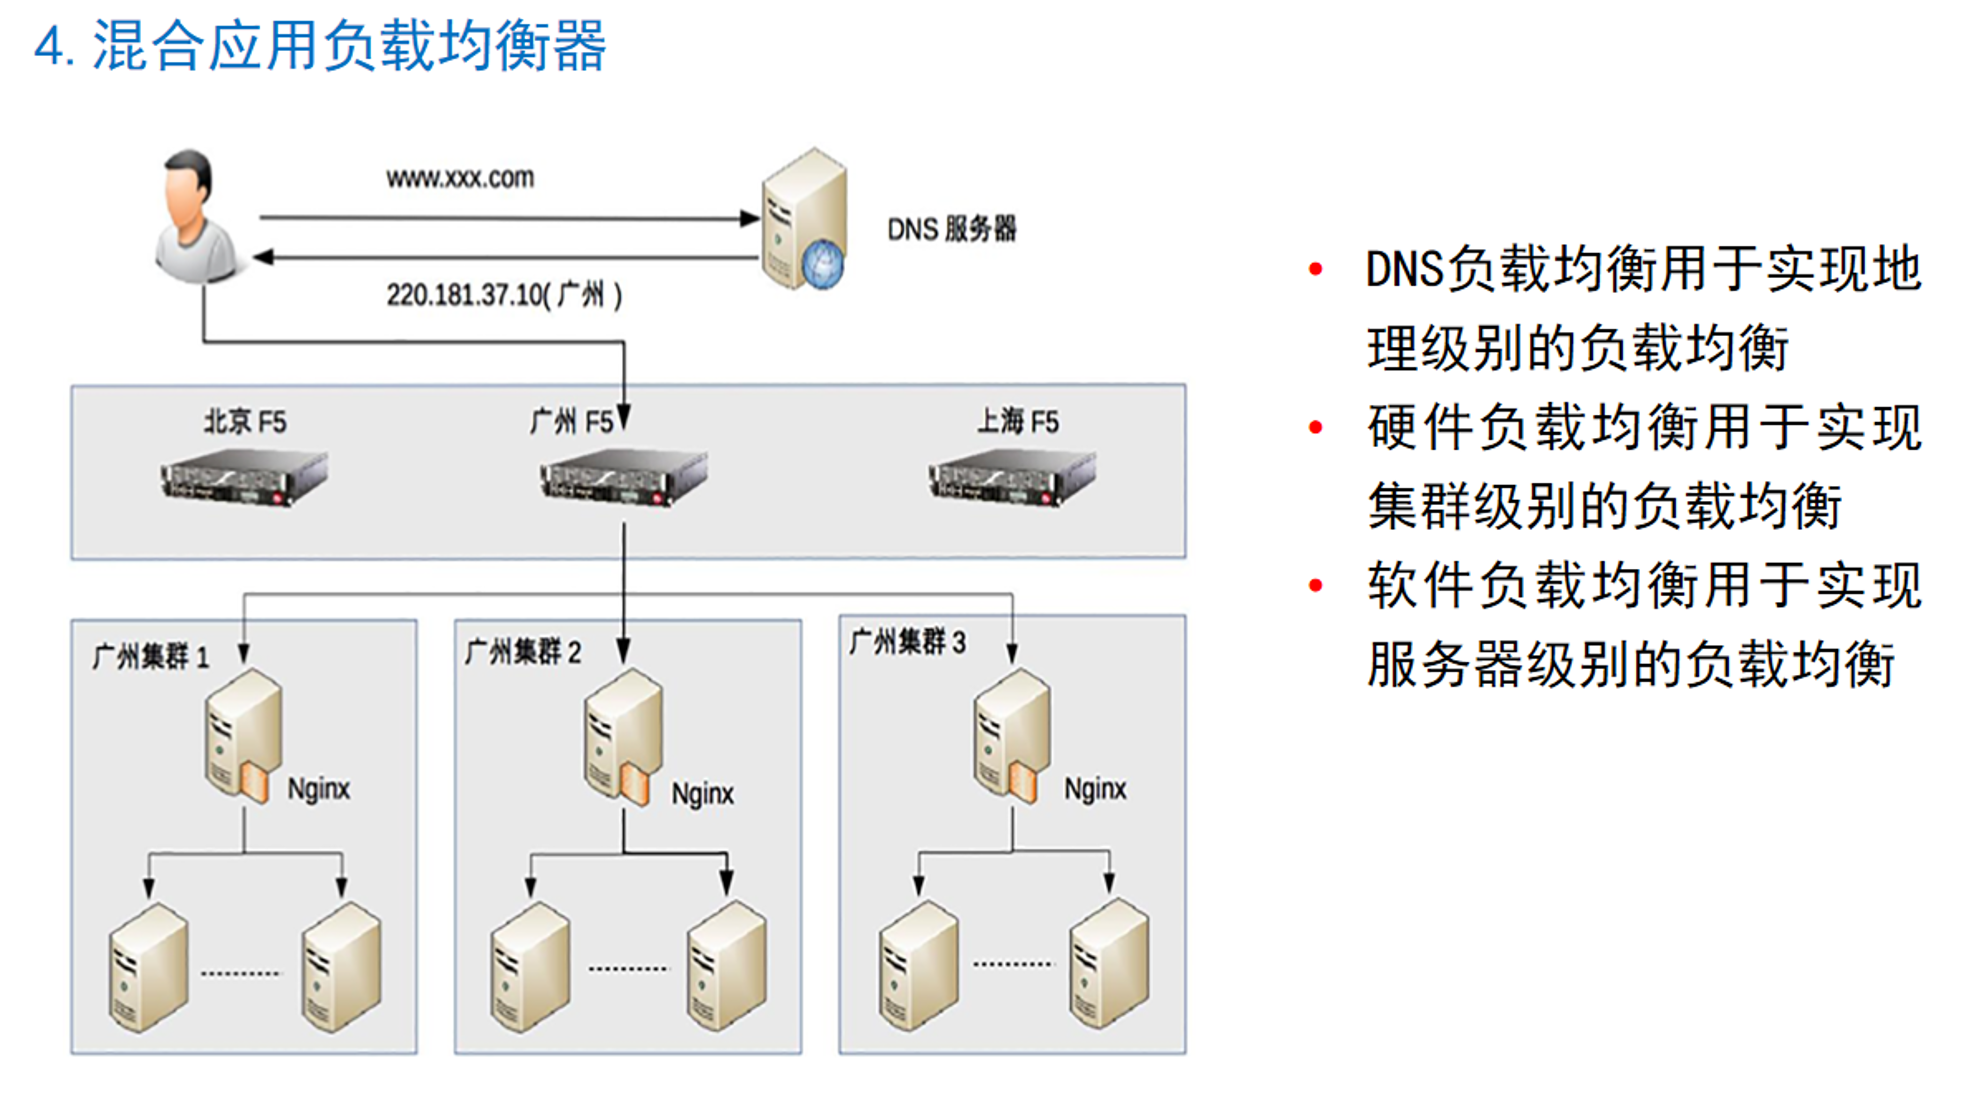 4. 混合应用负载均衡器
www.xxx.com
DNS 服务器
220.181.37.10( 广州 )
北京 F5
广州 F5
上海 F5
广州集群 1
广州集群 2
广州集群 3
Nginx
Nginx
Nginx
• DNS负载均衡用于实现地
理级别的负载均衡
• 硬件负载均衡用于实现
集群级别的负载均衡
• 软件负载均衡用于实现
服务器级别的负载均衡